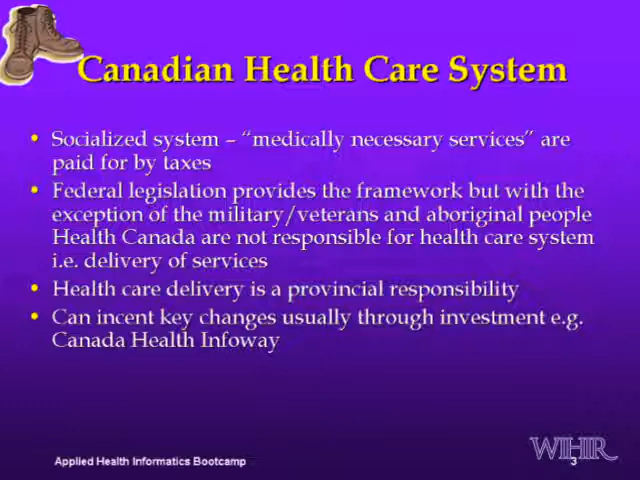 Canadian Health Care System
• Socialized system – “medically necessary services” are
paid for by taxes
• Federal legislation provides the framework but with the
exception of the military/veterans and aboriginal people
Health Canada are not responsible for health care system
i.e. delivery of services
• Health care delivery is a provincial responsibility
• Can incent key changes usually through investment e.g.
Canada Health Infoway
WIHIR
Applied Health Informatics Bootcamp
3